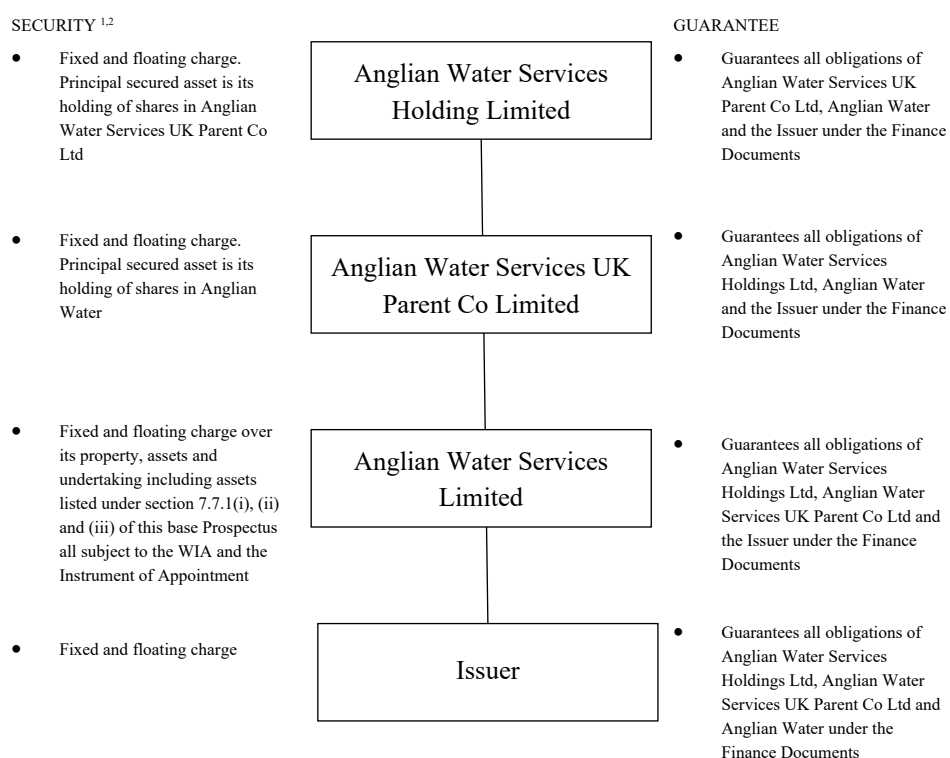 SECURITY 1,2
GUARANTEE
• Fixed and floating charge.
Principal secured asset is its
holding of shares in Anglian
Water Services UK Parent Co
Ltd
Anglian Water Services
Holding Limited
• Guarantees all obligations of
Anglian Water Services UK
Parent Co Ltd, Anglian Water
and the Issuer under the Finance
Documents
• Fixed and floating charge.
Principal secured asset is its
holding of shares in Anglian
Water
Anglian Water Services UK
Parent Co Limited
• Guarantees all obligations of
Anglian Water Services
Holdings Ltd, Anglian Water
and the Issuer under the Finance
Documents
• Fixed and floating charge over
its property, assets and
undertaking including assets
listed under section 7.7.1(i), (ii)
and (iii) of this base Prospectus
all subject to the WIA and the
Instrument of Appointment
Anglian Water Services
Limited
• Guarantees all obligations of
Anglian Water Services
Holdings Ltd, Anglian Water
Services UK Parent Co Ltd and
the Issuer under the Finance
Documents
• Fixed and floating charge
Issuer
• Guarantees all obligations of
Anglian Water Services
Holdings Ltd, Anglian Water
Services UK Parent Co Ltd and
Anglian Water under the
Finance Documents